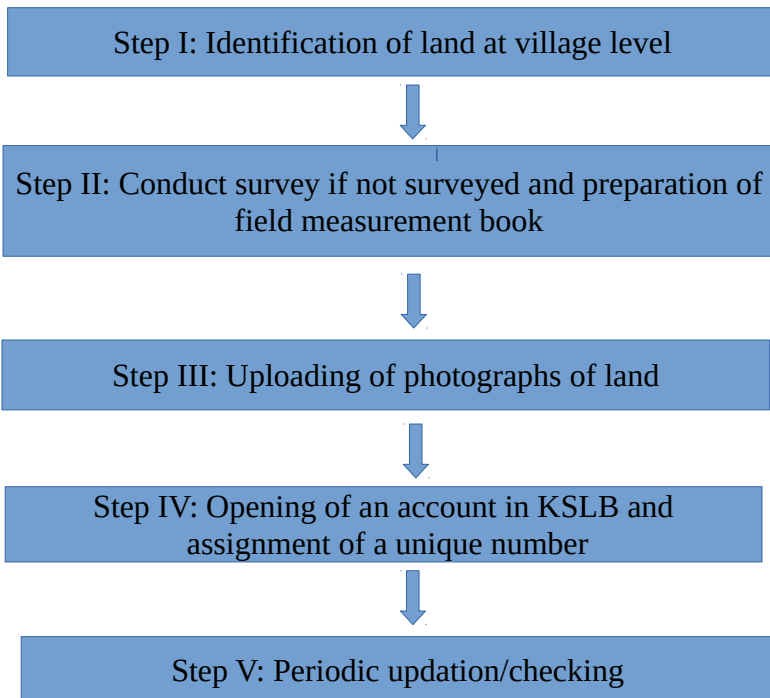 Step I: Identification of land at village level
Step II: Conduct survey if not surveyed and preparation of
field measurement book
Step III: Uploading of photographs of land
Step IV: Opening of an account in KSLB and
assignment of a unique number
Step V: Periodic updation/checking